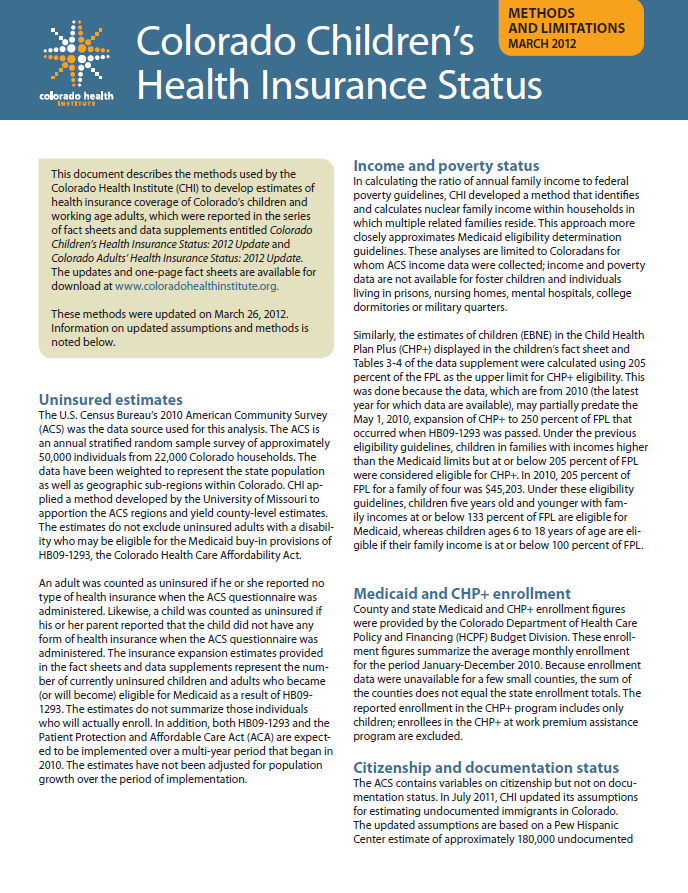 METHODS
AND LIMITATIONS
MARCH 2012
Colorado Children's
Health Insurance Status
colorado health
INSTITUTE
This document describes the methods used by the
Colorado Health Institute (CHI) to develop estimates of
health insurance coverage of Colorado's children and
working age adults, which were reported in the series
of fact sheets and data supplements entitled Colorado
Children's Health Insurance Status: 2012 Update and
Colorado Adults' Health Insurance Status: 2012 Update.
The updates and one-page fact sheets are available for
download at www.coloradohealthinstitute.org.
These methods were updated on March 26, 2012.
Information on updated assumptions and methods is
noted below.
Uninsured estimates
The U.S. Census Bureau's 2010 American Community Survey
(ACS) was the data source used for this analysis. The ACS is
an annual stratified random sample survey of approximately
50,000 individuals from 22,000 Colorado households. The
data have been weighted to represent the state population
as well as geographic sub-regions within Colorado. CHI ap-
plied a method developed by the University of Missouri to
apportion the ACS regions and yield county-level estimates.
The estimates do not exclude uninsured adults with a disabil-
ity who may be eligible for the Medicaid buy-in provisions of
HB09-1293, the Colorado Health Care Affordability Act.
An adult was counted as uninsured if he or she reported no
type of health insurance when the ACS questionnaire was
administered. Likewise, a child was counted as uninsured if
his or her parent reported that the child did not have any
form of health insurance when the ACS questionnaire was
administered. The insurance expansion estimates provided
in the fact sheets and data supplements represent the num-
ber of currently uninsured children and adults who became
(or will become) eligible for Medicaid as a result of HB09-
1293. The estimates do not summarize those individuals
who will actually enroll. In addition, both HB09-1293 and the
Patient Protection and Affordable Care Act (ACA) are expect-
ed to be implemented over a multi-year period that began in
2010. The estimates have not been adjusted for population
growth over the period of implementation.
Income and poverty status
In calculating the ratio of annual family income to federal
poverty guidelines, CHI developed a method that identifies
and calculates nuclear family income within households in
which multiple related families reside. This approach more
closely approximates Medicaid eligibility determination
guidelines. These analyses are limited to Coloradans for
whom ACS income data were collected; income and poverty
data are not available for foster children and individuals
living in prisons, nursing homes, mental hospitals, college
dormitories or military quarters.
Similarly, the estimates of children (EBNE) in the Child Health
Plan Plus (CHP+) displayed in the children's fact sheet and
Tables 3-4 of the data supplement were calculated using 205
percent of the FPL as the upper limit for CHP+ eligibility. This
was done because the data, which are from 2010 (the latest
year for which data are available), may partially predate the
May 1, 2010, expansion of CHP+ to 250 percent of FPL that
occurred when HB09-1293 was passed. Under the previous
eligibility guidelines, children in families with incomes higher
than the Medicaid limits but at or below 205 percent of FPL
were considered eligible for CHP+. In 2010, 205 percent of
FPL for a family of four was $45,203. Under these eligibility
guidelines, children five years old and younger with fam-
ily incomes at or below 133 percent of FPL are eligible for
Medicaid, whereas children ages 6 to 18 years of age are eli-
gible if their family income is at or below 100 percent of FPL.
Medicaid and CHP+ enrollment
County and state Medicaid and CHP+ enrollment figures
were provided by the Colorado Department of Health Care
Policy and Financing (HCPF) Budget Division. These enroll-
ment figures summarize the average monthly enrollment
for the period January-December 2010. Because enrollment
data were unavailable for a few small counties, the sum of
the counties does not equal the state enrollment totals. The
reported enrollment in the CHP+ program includes only
children; enrollees in the CHP+ at work premium assistance
program are excluded.
Citizenship and documentation status
The ACS contains variables on citizenship but not on docu-
mentation status. In July 2011, CHI updated its assumptions
for estimating undocumented immigrants in Colorado.
The updated assumptions are based on a Pew Hispanic
Center estimate of approximately 180,000 undocumented